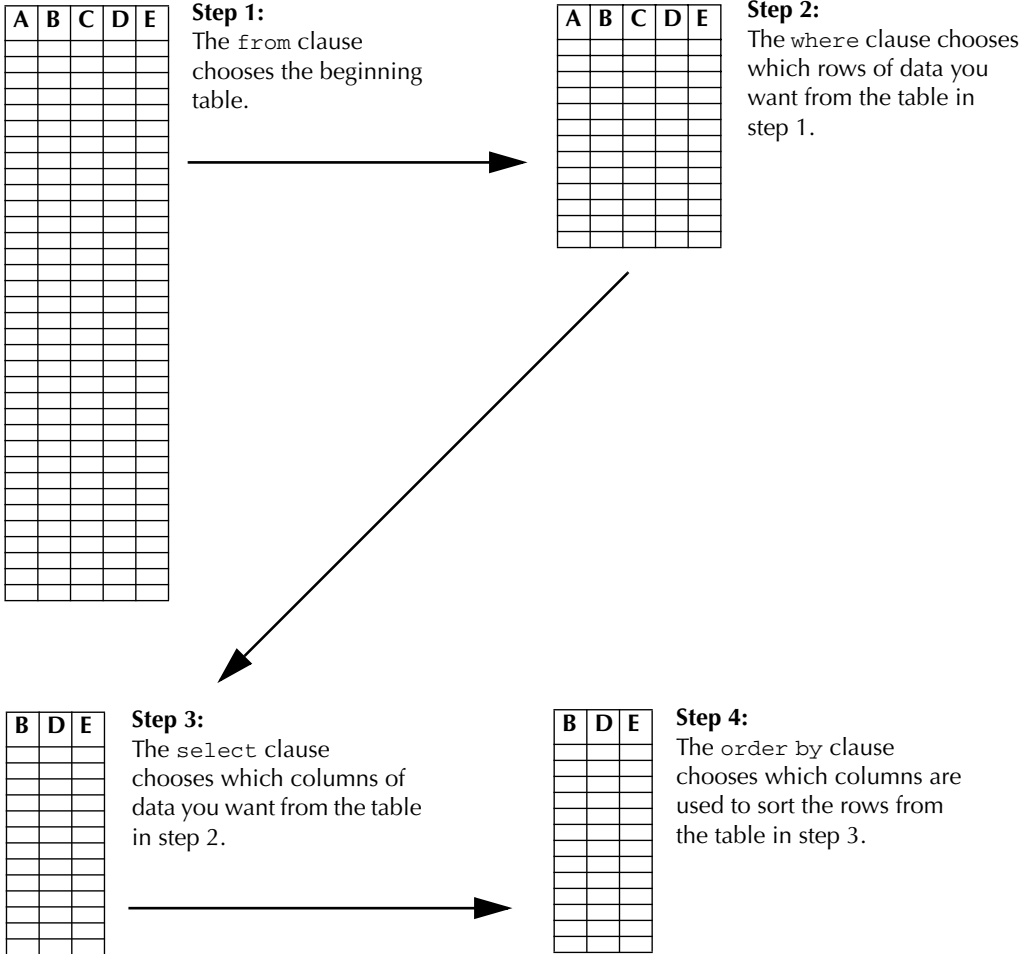 A B C D E
Step 1:
The from clause
chooses the beginning
table.
A B C D E
Step 2:
The where clause chooses
which rows of data you
want from the table in
step 1.
B D E
Step 3:
The select clause
chooses which columns of
data you want from the table
in step 2.
B D E
Step 4:
The order by clause
chooses which columns are
used to sort the rows from
the table in step 3.